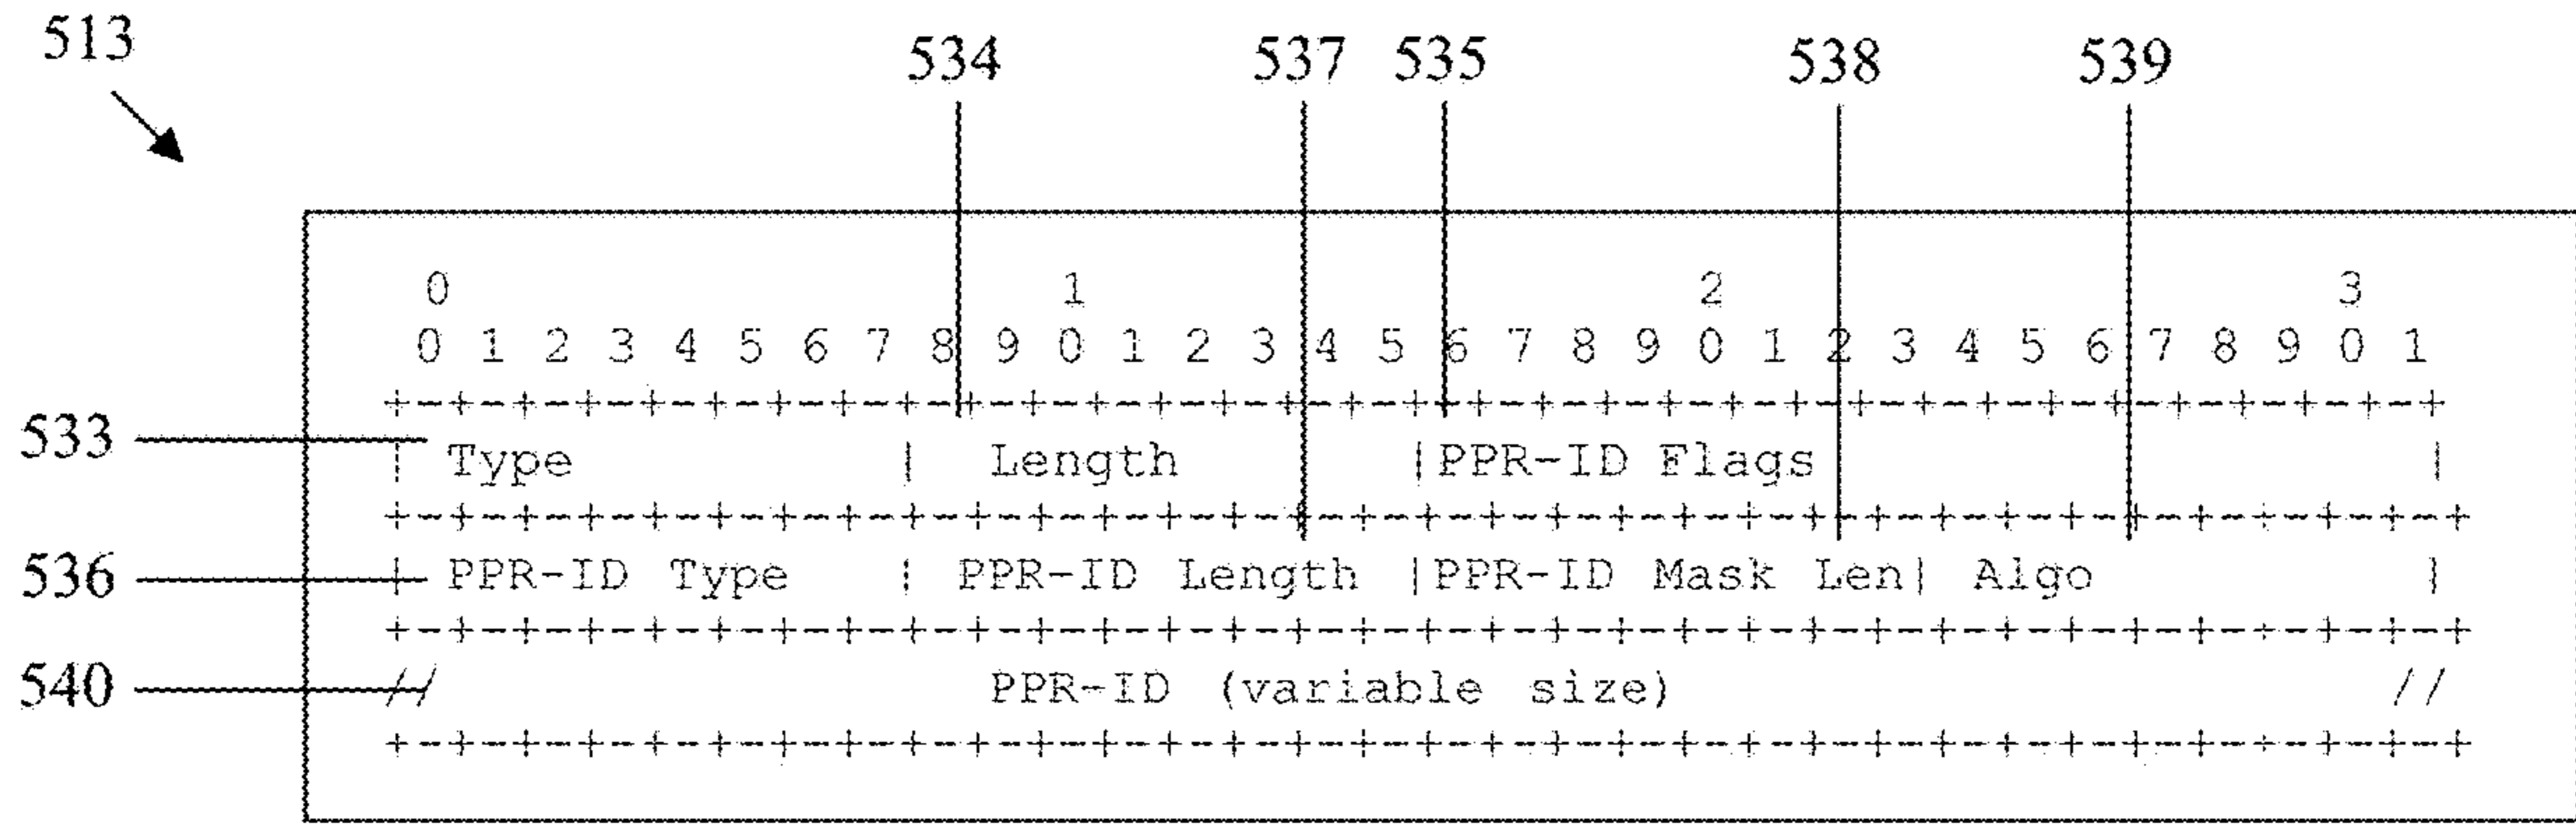 513 534 537 535 538 539
0 1 2 3
0 1 2 3 4 5 6 7 8 9 0 1 2 3 4 5 6 7 8 9 0 1 2 3 4 5 6 7 8 9 0 1
+-+-+-+-+-+-+-+-+-+-+-+-+-+-+-+-+-+-+-+-+-+-+-+-+-+-+-+-+-+-+-+-+
533 | Type | Length |PPR-ID Flags |
+-+-+-+-+-+-+-+-+-+-+-+-+-+-+-+-+-+-+-+-+-+-+-+-+-+-+-+-+-+-+-+-+
536 | PPR-ID Type | PPR-ID Length |PPR-ID Mask Len| Algo |
+-+-+-+-+-+-+-+-+-+-+-+-+-+-+-+-+-+-+-+-+-+-+-+-+-+-+-+-+-+-+-+-+
540 // PPR-ID (variable size) //
+-+-+-+-+-+-+-+-+-+-+-+-+-+-+-+-+-+-+-+-+-+-+-+-+-+-+-+-+-+-+-+-+